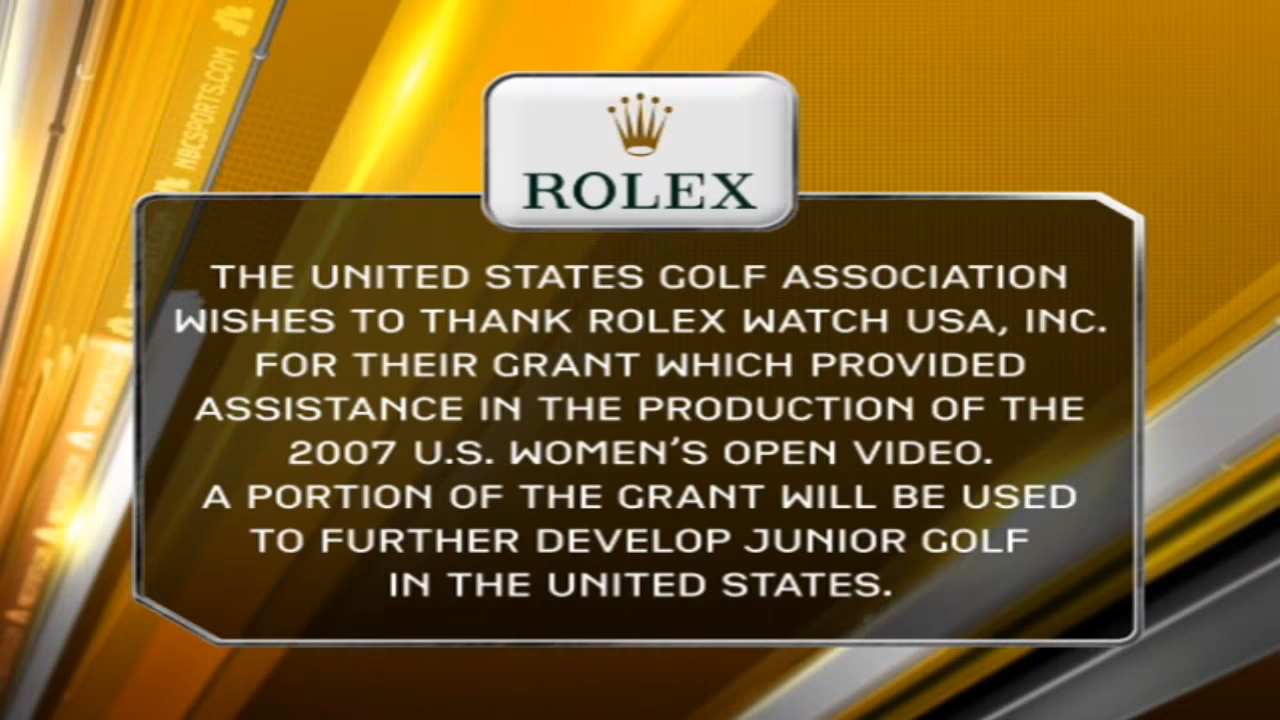 NBCSPORTS.COM
ROLEX
THE UNITED STATES GOLF ASSOCIATION
WISHES TO THANK ROLEX WATCH USA, INC.
FOR THEIR GRANT WHICH PROVIDED
ASSISTANCE IN THE PRODUCTION OF THE
2007 U.S. WOMEN'S OPEN VIDEO.
A PORTION OF THE GRANT WILL BE USED
TO FURTHER DEVELOP JUNIOR GOLF
IN THE UNITED STATES.